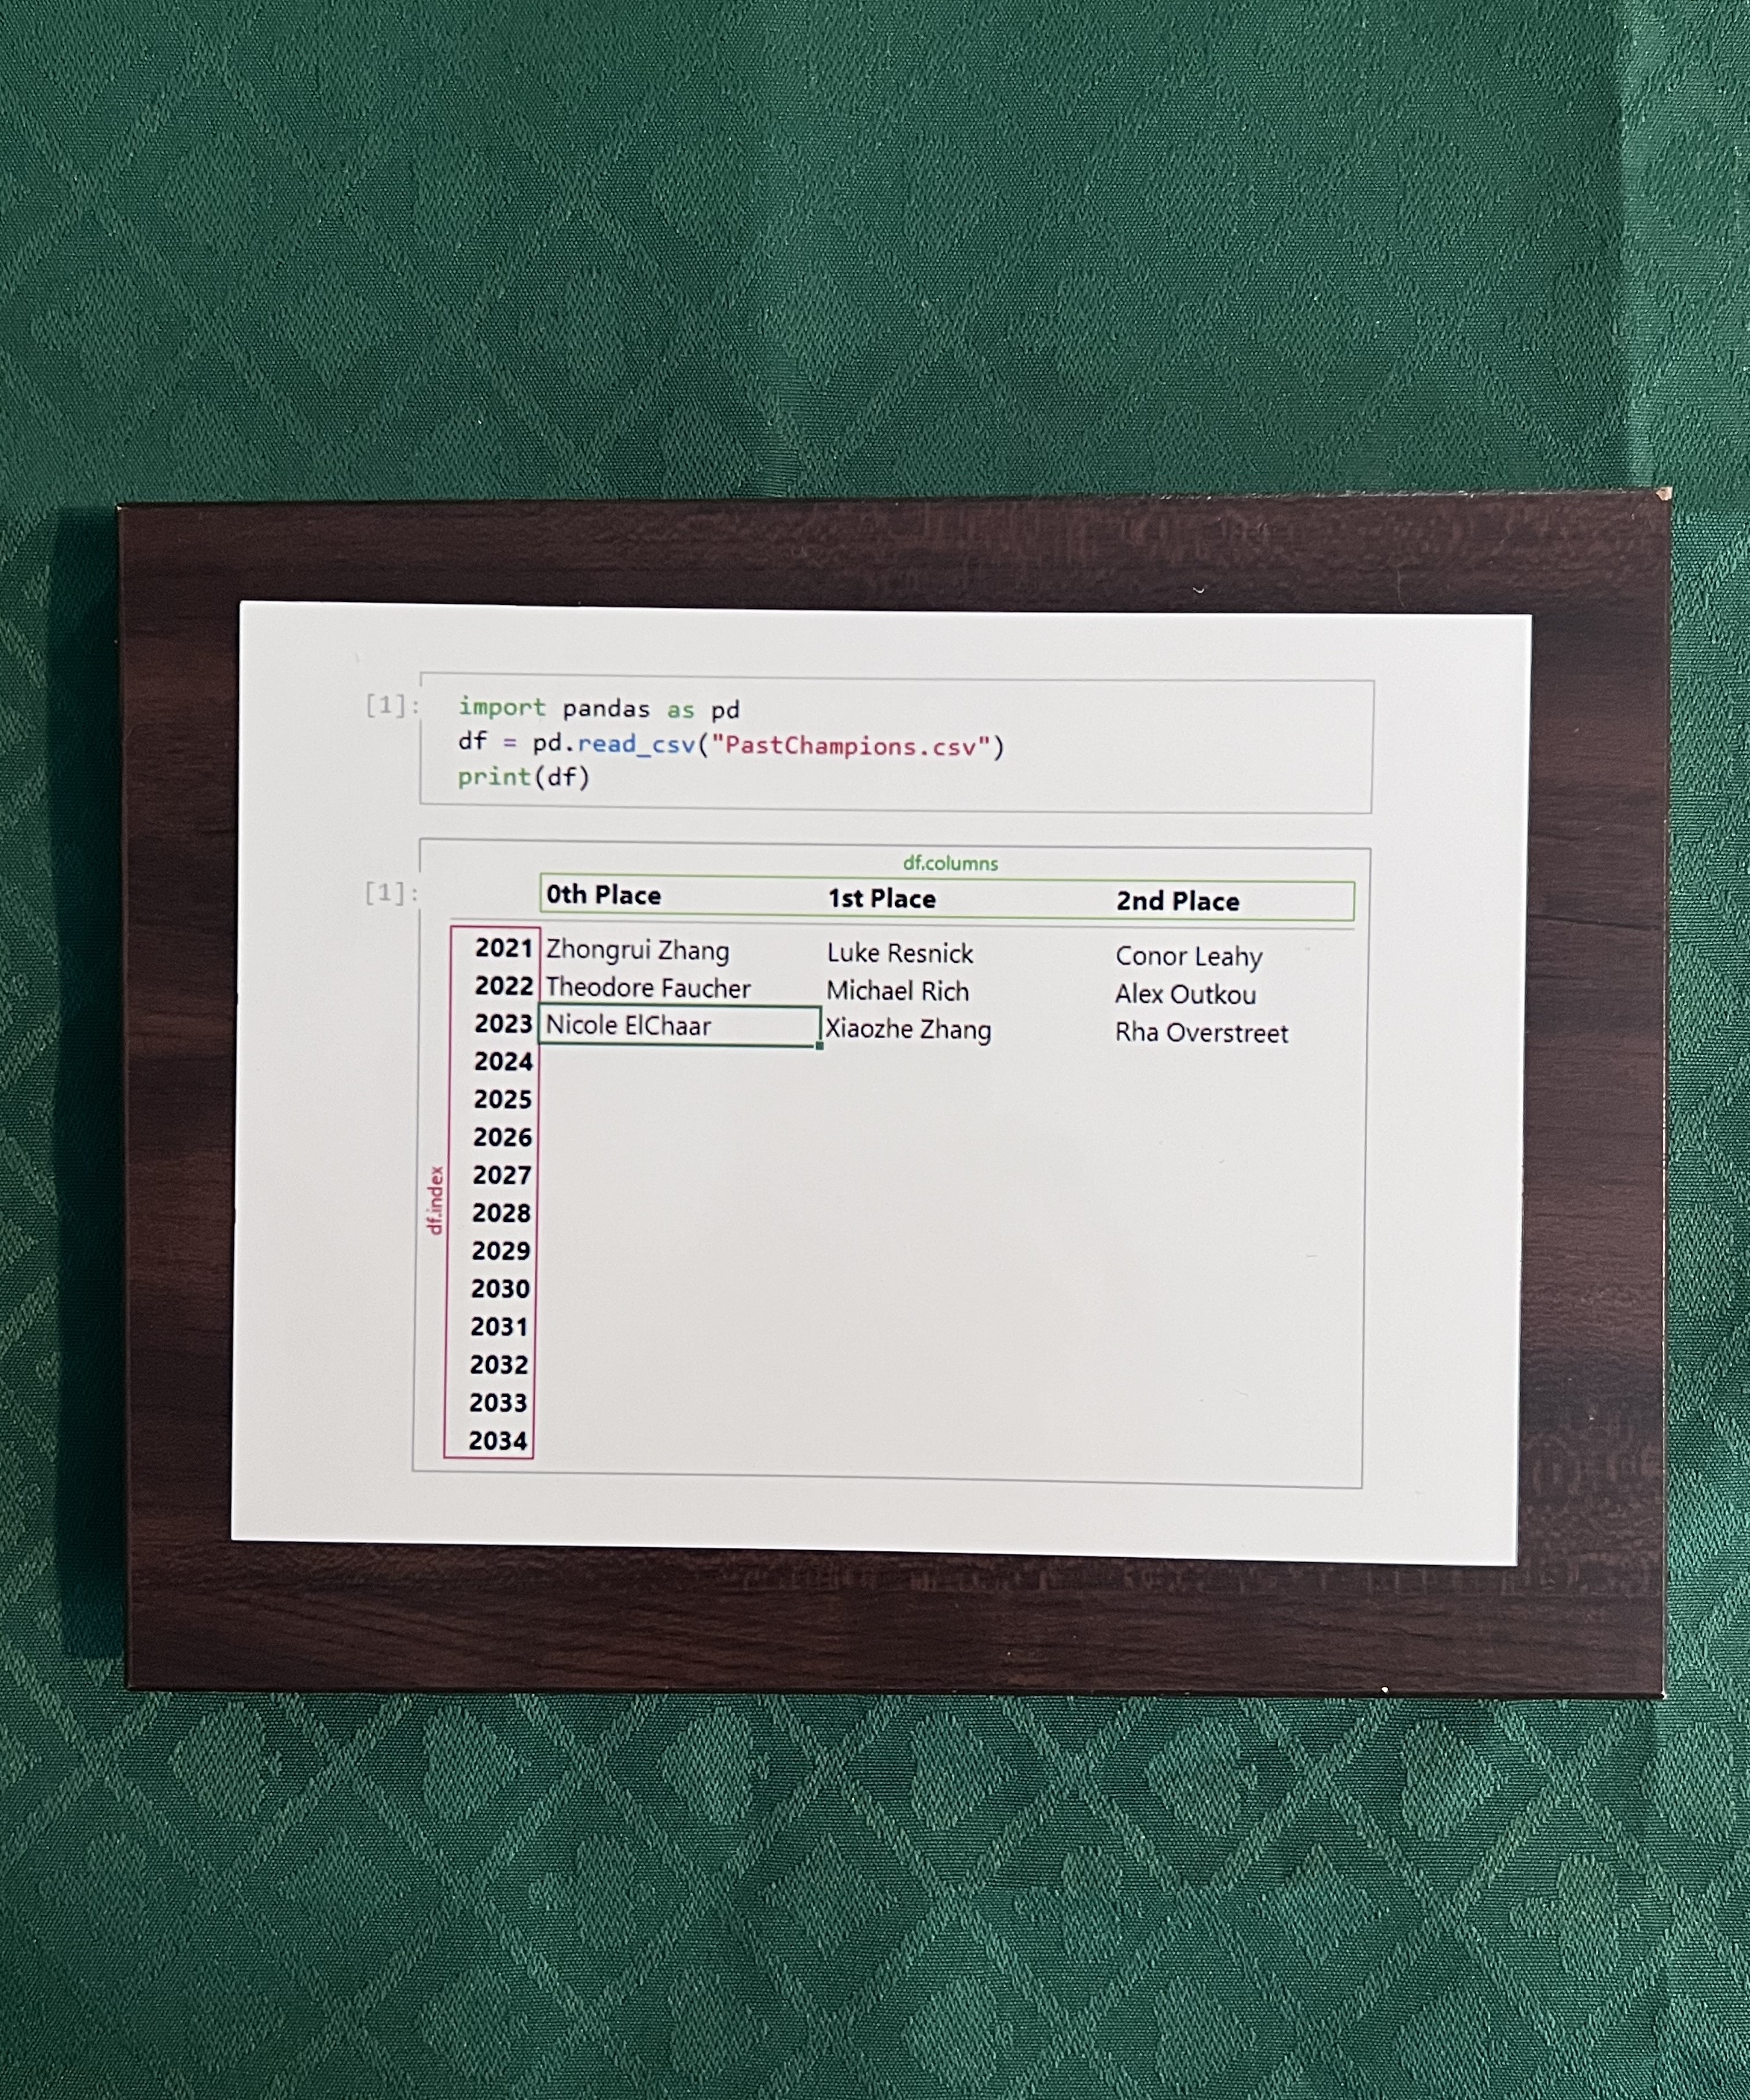 [1]: import pandas as pd
df = pd.read_csv("PastChampions.csv")
print(df)
df.columns
[1]: 0th Place 1st Place 2nd Place
2021 Zhongrui Zhang Luke Resnick Conor Leahy
2022 Theodore Faucher Michael Rich Alex Outkou
2023 Nicole ElChaar Xiaozhe Zhang Rha Overstreet
2024
2025
2026
2027
df.index
2028
2029
2030
2031
2032
2033
2034